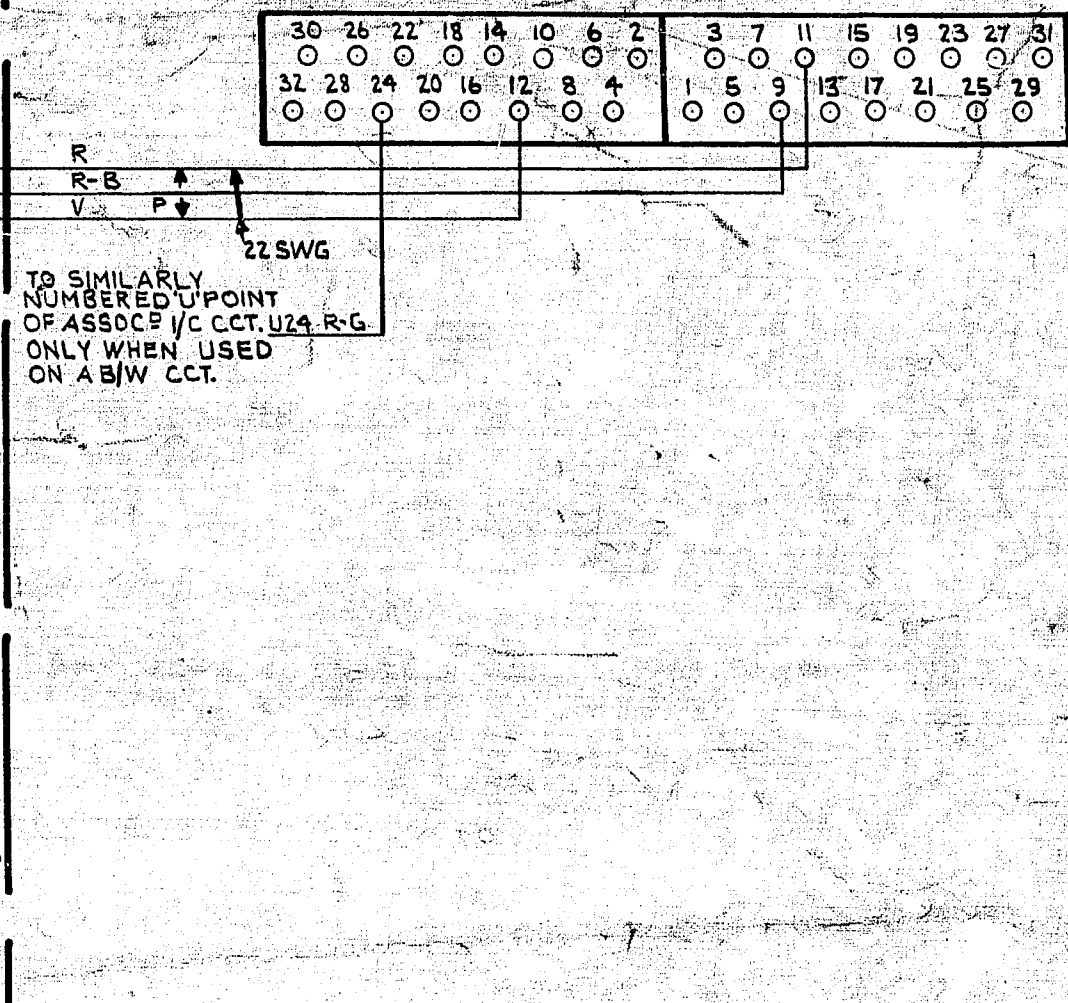 30 26 22 18 14 10 6 2 3 7 11 15 19 23 27 31
32 28 24 20 16 12 8 4 1 5 9 13 17 21 25 29
R
R-B
V P
22 SWG
TO SIMILARLY
NUMBERED 'U' POINT
OF ASSOCD I/C CCT. U24 R-G
ONLY WHEN USED
ON A B/W CCT.